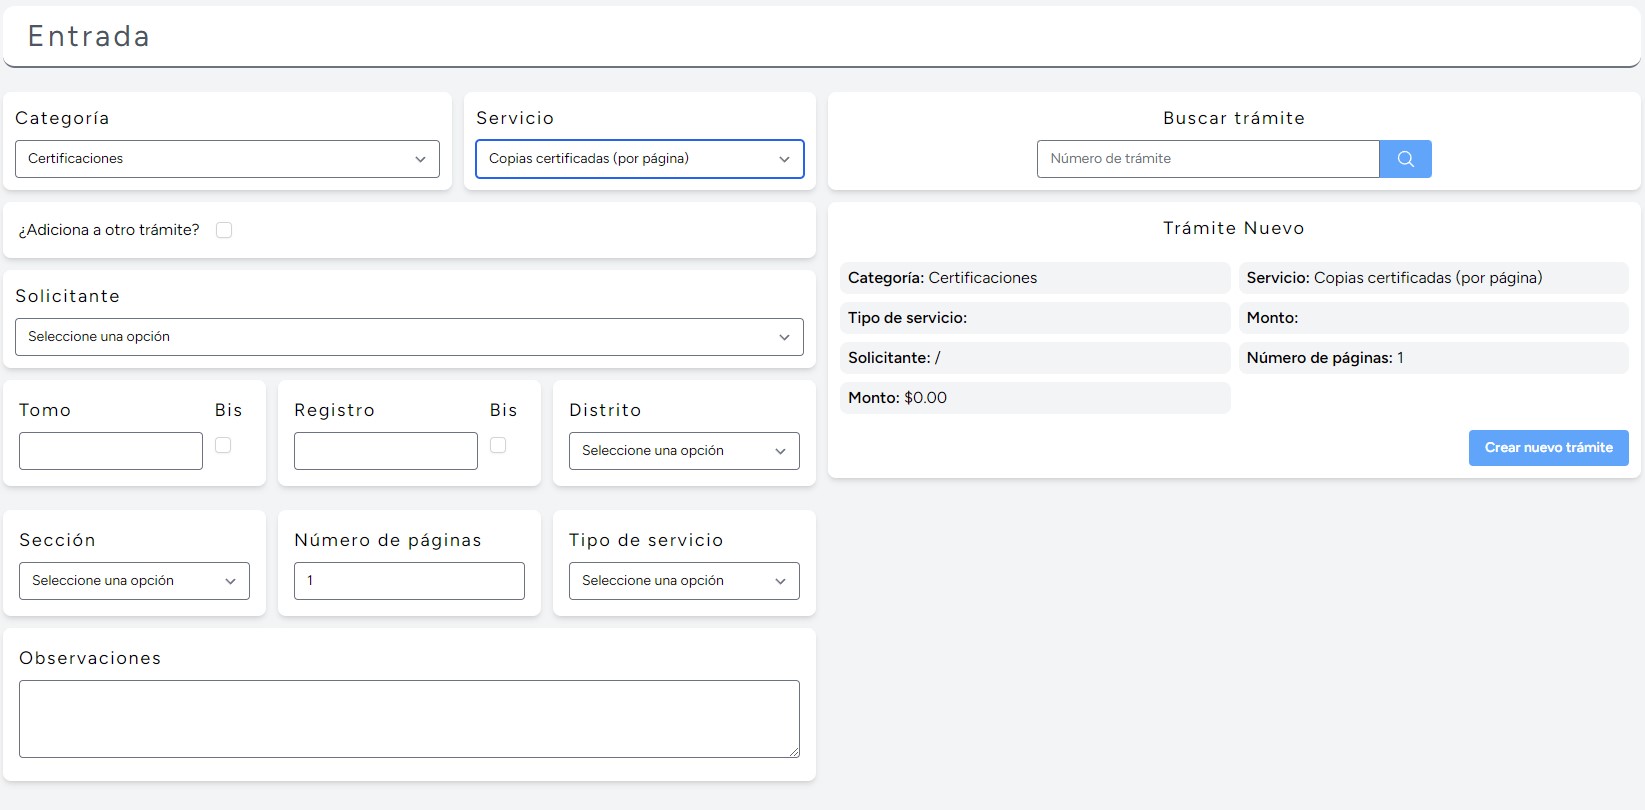 Entrada
Categoría
Certificaciones
Servicio
Copias certificadas (por página)
¿Adiciona a otro trámite?
Solicitante
Seleccione una opción
Tomo
Bis
Registro
Bis
Distrito
Seleccione una opción
Sección
Seleccione una opción
Número de páginas
1
Tipo de servicio
Seleccione una opción
Observaciones
Buscar trámite
Número de trámite
Trámite Nuevo
Categoría: Certificaciones
Servicio: Copias certificadas (por página)
Tipo de servicio:
Monto:
Solicitante: /
Número de páginas: 1
Monto: $0.00
Crear nuevo trámite